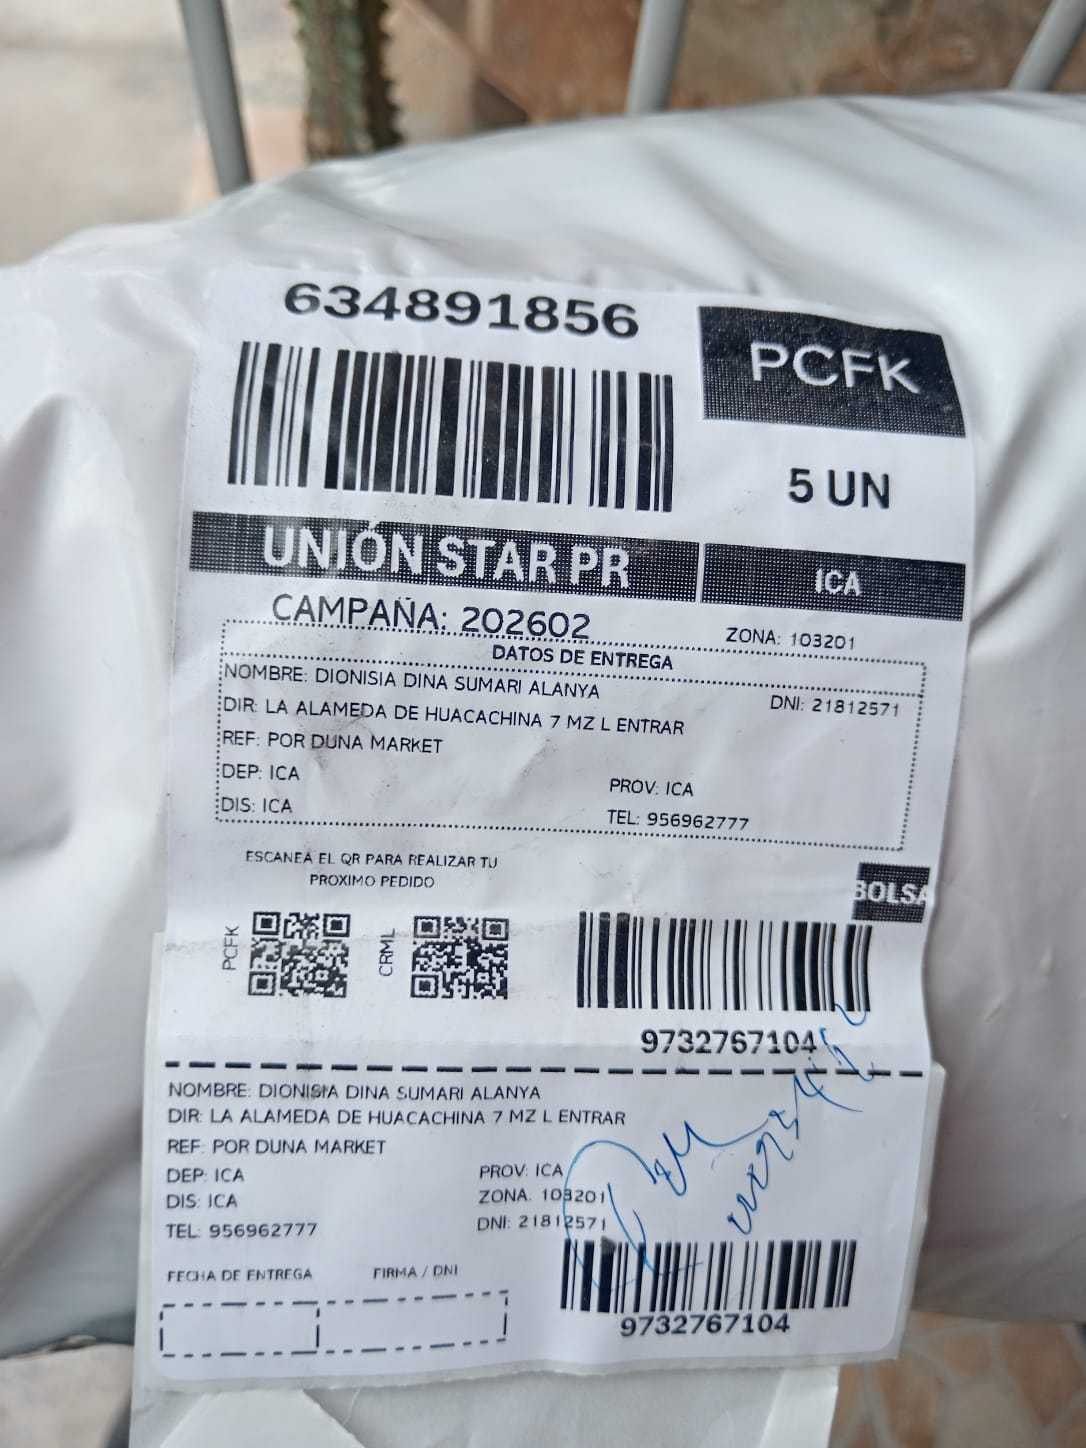 634891856
PCFK
5 UN
UNIÓN STAR PR
ICA
CAMPAÑA: 202602
ZONA: 103201
DATOS DE ENTREGA
NOMBRE: DIONISIA DINA SUMARI ALANYA
DNI: 21812571
DIR: LA ALAMEDA DE HUACACHINA 7 MZ L ENTRAR
REF: POR DUNA MARKET
DEP: ICA
PROV: ICA
DIS: ICA
TEL: 956962777
ESCANEA EL QR PARA REALIZAR TU
PROXIMO PEDIDO
BOLSA
PCFK
CRML
9732767104
NOMBRE: DIONISIA DINA SUMARI ALANYA
DIR: LA ALAMEDA DE HUACACHINA 7 MZ L ENTRAR
REF: POR DUNA MARKET
DEP: ICA
PROV: ICA
DIS: ICA
ZONA. 103201
TEL: 956962777
DNI: 21812571
FECHA DE ENTREGA
FIRMA / DNI
9732767104